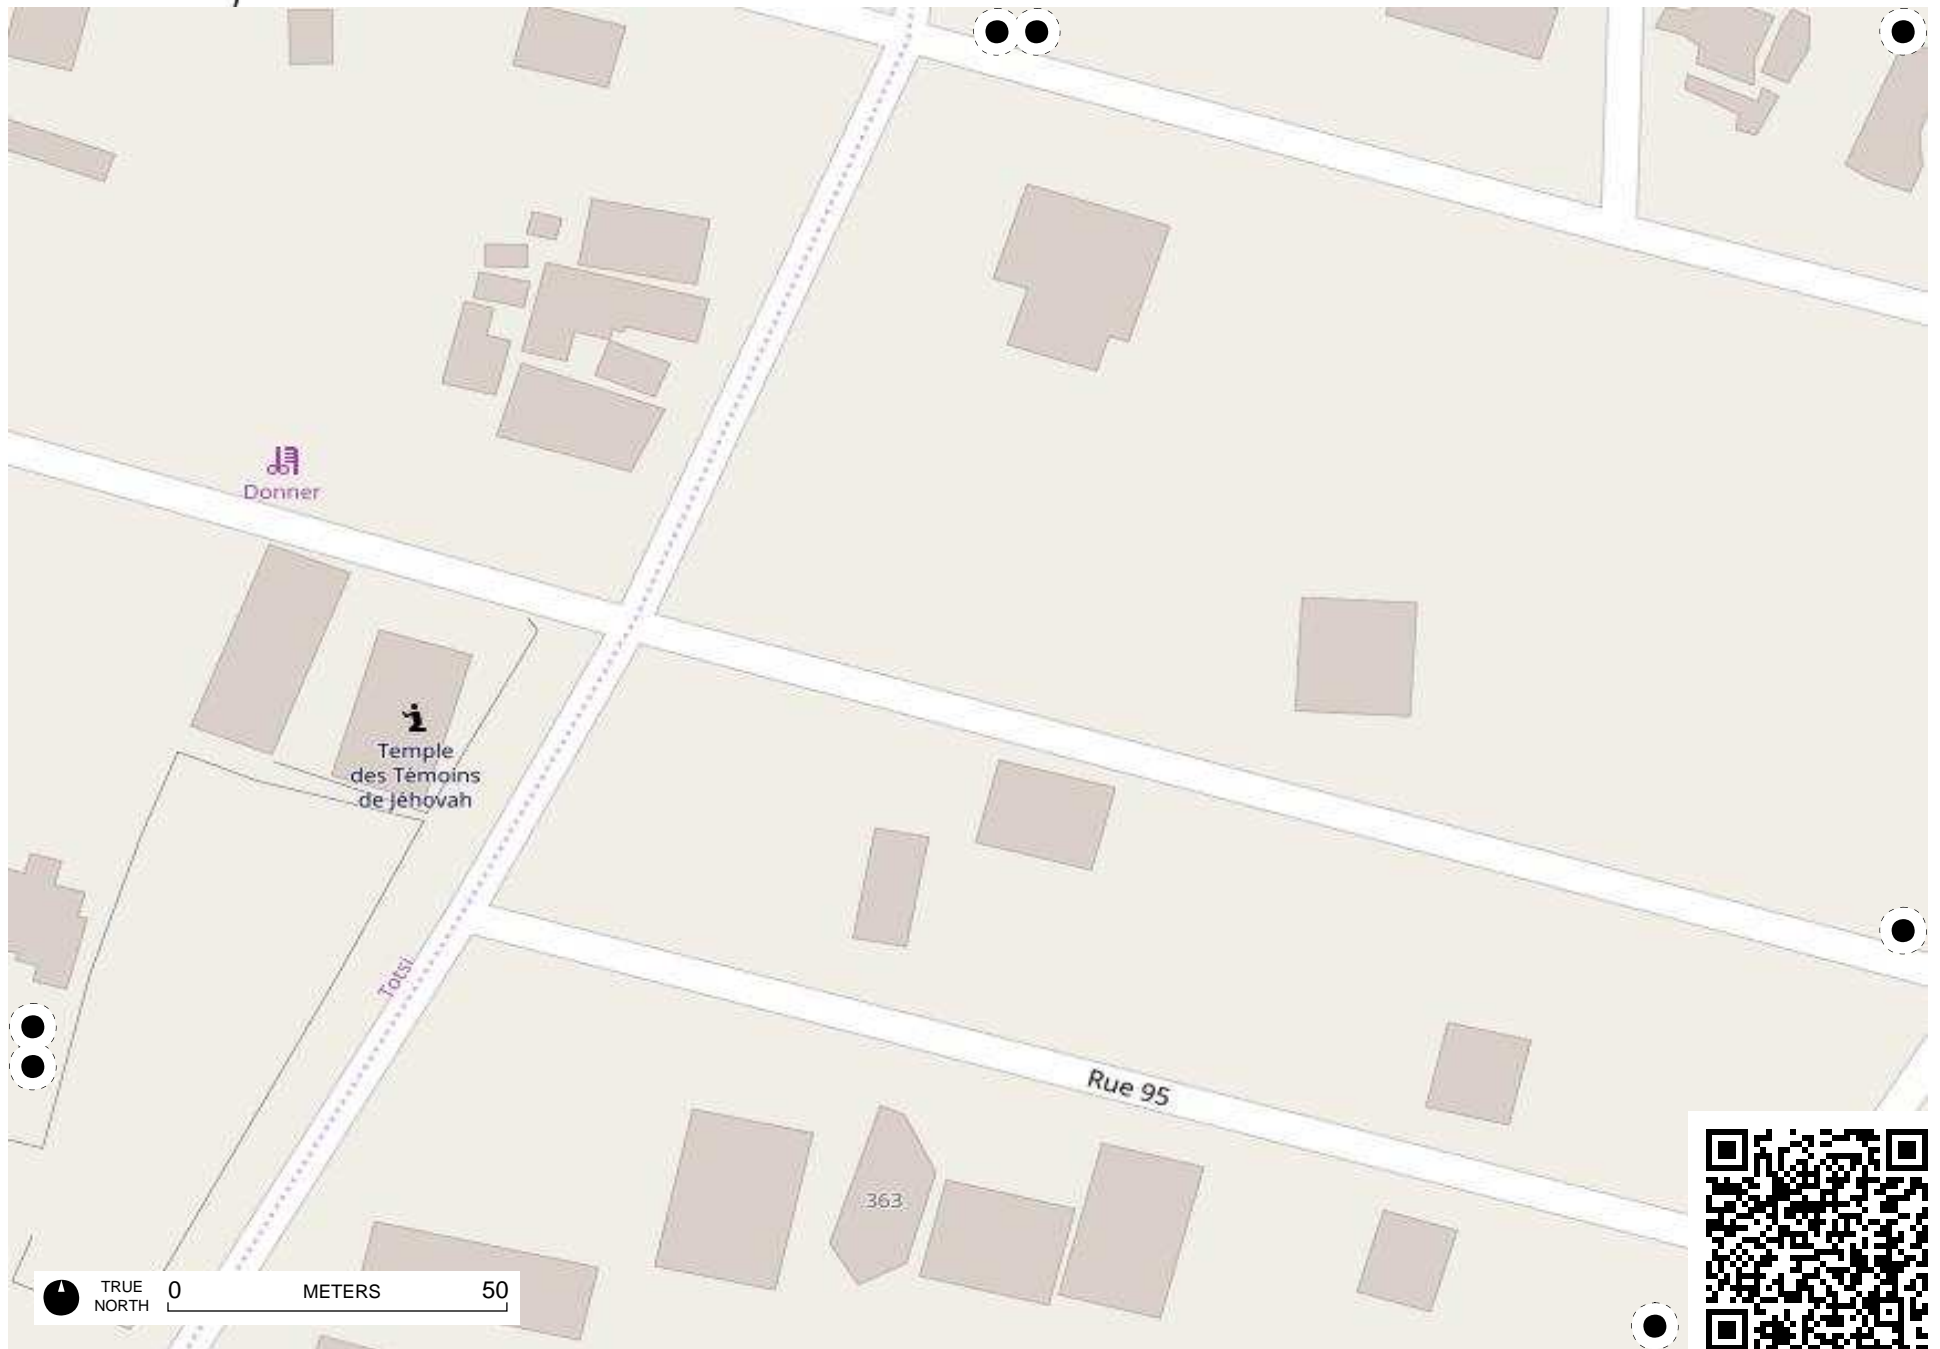 Donner
Temple
des Témoins
de Jéhovah
Totsi
Rue 95
363
TRUE
NORTH
0 METERS 50